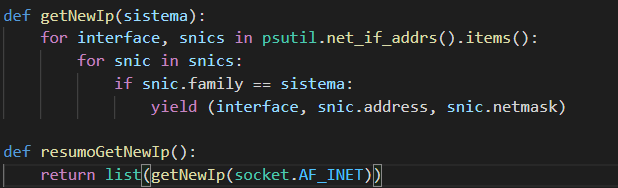 def getNewIp(sistema):
    for interface, snics in psutil.net_if_addrs().items():
        for snic in snics:
            if snic.family == sistema:
                yield (interface, snic.address, snic.netmask)

def resumoGetNewIp():
    return list(getNewIp(socket.AF_INET))